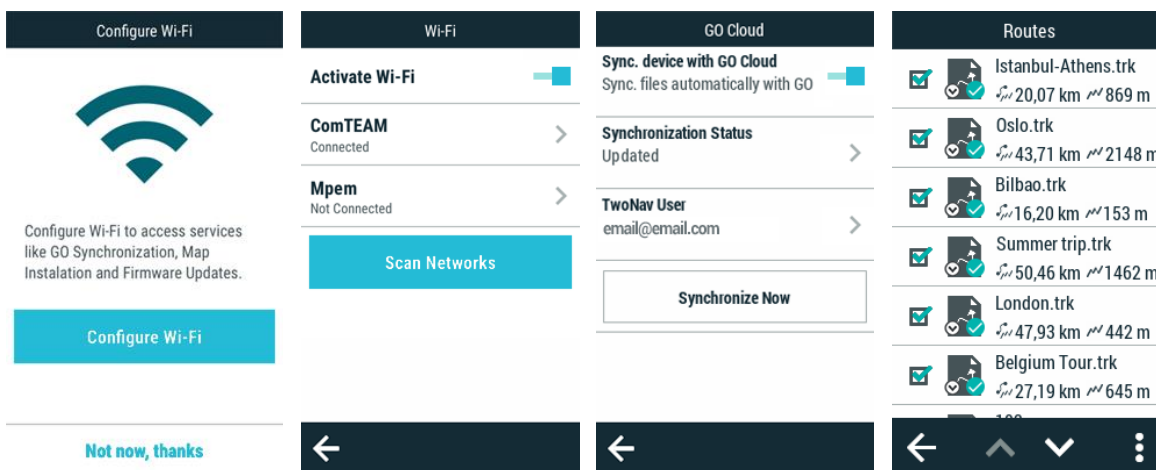 Configure Wi-Fi
Configure Wi-Fi to access services
like GO Synchronization, Map
Instalation and Firmware Updates.
Configure Wi-Fi
Not now, thanks
Wi-Fi
Activate Wi-Fi
ComTEAM
Connected
Mpem
Not Connected
Scan Networks
GO Cloud
Sync. device with GO Cloud
Sync. files automatically with GO
Synchronization Status
Updated
TwoNav User
email@email.com
Synchronize Now
Routes
Istanbul-Athens.trk
20,07 km 869 m
Oslo.trk
43,71 km 2148 m
Bilbao.trk
16,20 km 153 m
Summer trip.trk
50,46 km 1462 m
London.trk
47,93 km 442 m
Belgium Tour.trk
27,19 km 645 m